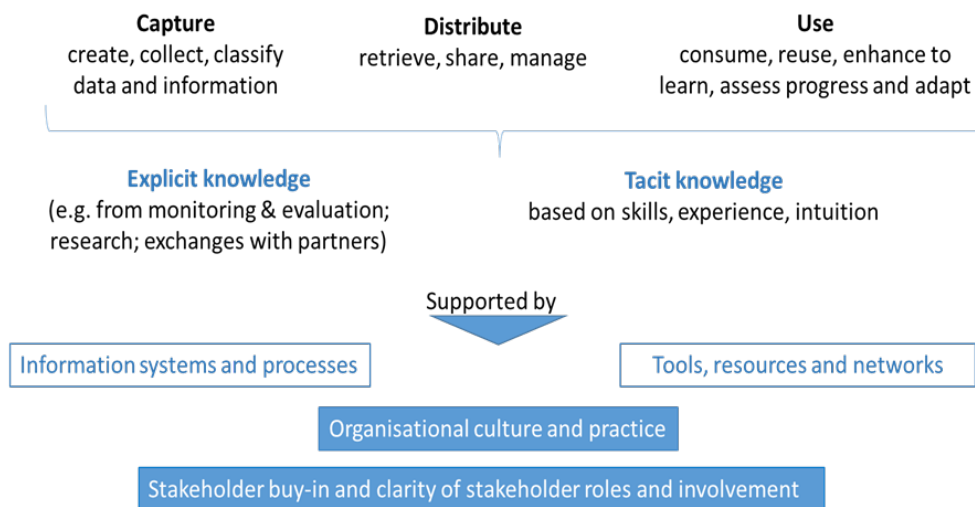 Capture
create, collect, classify
data and information
Distribute
retrieve, share, manage
Use
consume, reuse, enhance to
learn, assess progress and adapt
Explicit knowledge
(e.g. from monitoring & evaluation;
research; exchanges with partners)
Tacit knowledge
based on skills, experience, intuition
Supported by
Information systems and processes
Tools, resources and networks
Organisational culture and practice
Stakeholder buy-in and clarity of stakeholder roles and involvement